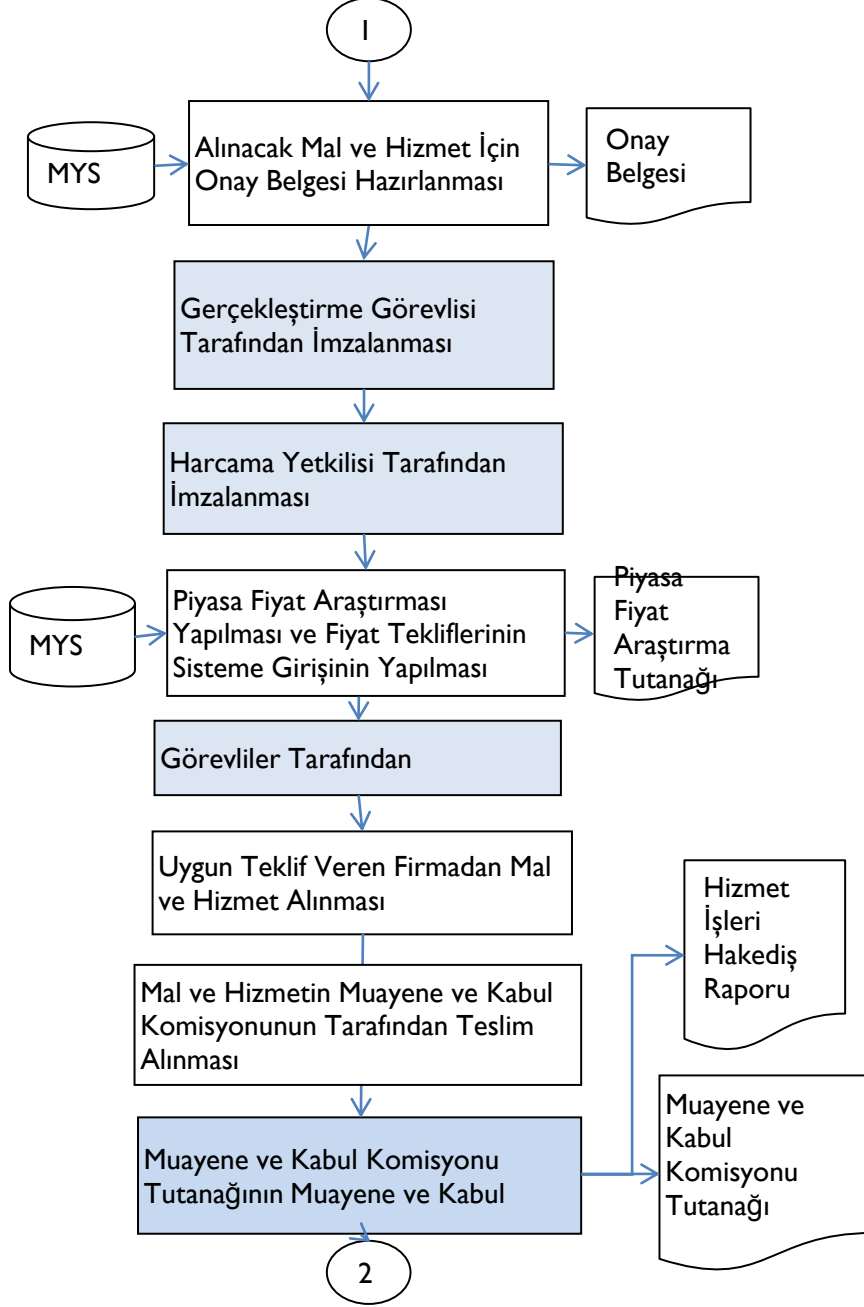 1
MYS
Alınacak Mal ve Hizmet İçin
Onay Belgesi Hazırlanması
Onay
Belgesi
Gerçekleştirme Görevlisi
Tarafından İmzalanması
Harcama Yetkilisi Tarafından
İmzalanması
MYS
Piyasa Fiyat Araştırması
Yapılması ve Fiyat Tekliflerinin
Sisteme Girişinin Yapılması
Piyasa
Fiyat
Araştırma
Tutanağı
Görevliler Tarafından
Uygun Teklif Veren Firmadan Mal
ve Hizmet Alınması
Hizmet
İşleri
Hakediş
Raporu
Mal ve Hizmetin Muayene ve Kabul
Komisyonunun Tarafından Teslim
Alınması
Muayene ve Kabul Komisyonu
Tutanağının Muayene ve Kabul
Muayene ve
Kabul
Komisyonu
Tutanağı
2